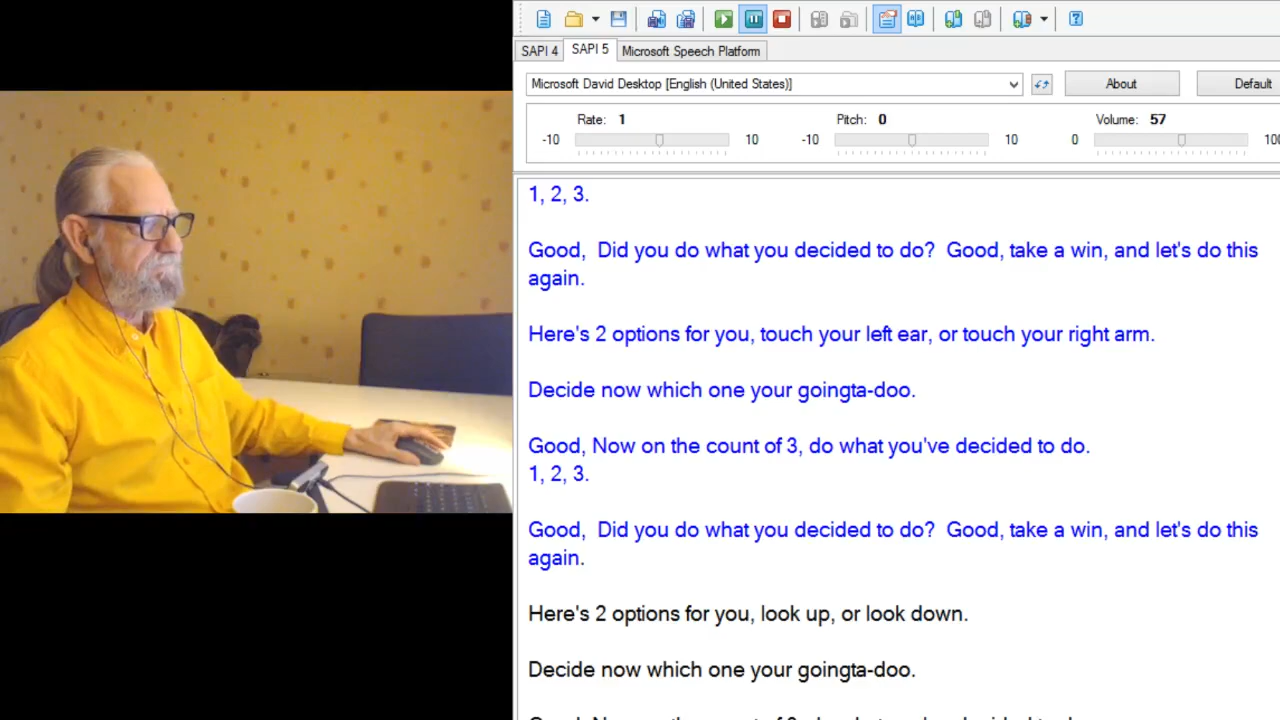 SAPI 4 SAPI 5 Microsoft Speech Platform
Microsoft David Desktop [English (United States)] About Default
Rate: 1 Pitch: 0 Volume: 57
-10 10 -10 10 0 100
1, 2, 3.
Good,  Did you do what you decided to do?  Good, take a win, and let's do this
again.
Here's 2 options for you, touch your left ear, or touch your right arm.
Decide now which one your goingta-doo.
Good, Now on the count of 3, do what you've decided to do.
1, 2, 3.
Good,  Did you do what you decided to do?  Good, take a win, and let's do this
again.
Here's 2 options for you, look up, or look down.
Decide now which one your goingta-doo.